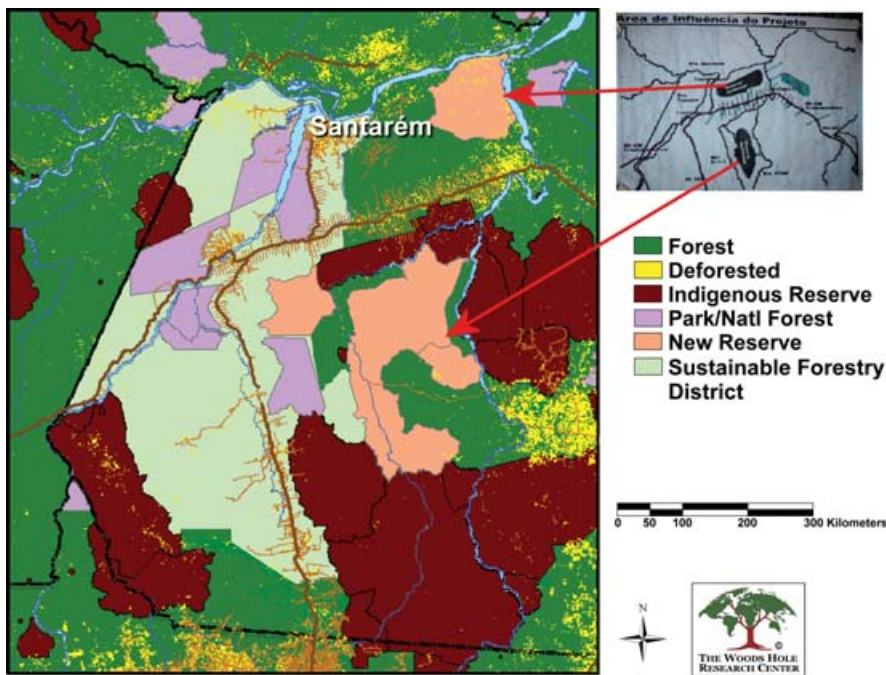 Santarém
Área de Influência do Projeto
Forest
Deforested
Indigenous Reserve
Park/Natl Forest
New Reserve
Sustainable Forestry
District
0 50 100 200 300 Kilometers
N
©
THE WOODS HOLE
RESEARCH CENTER